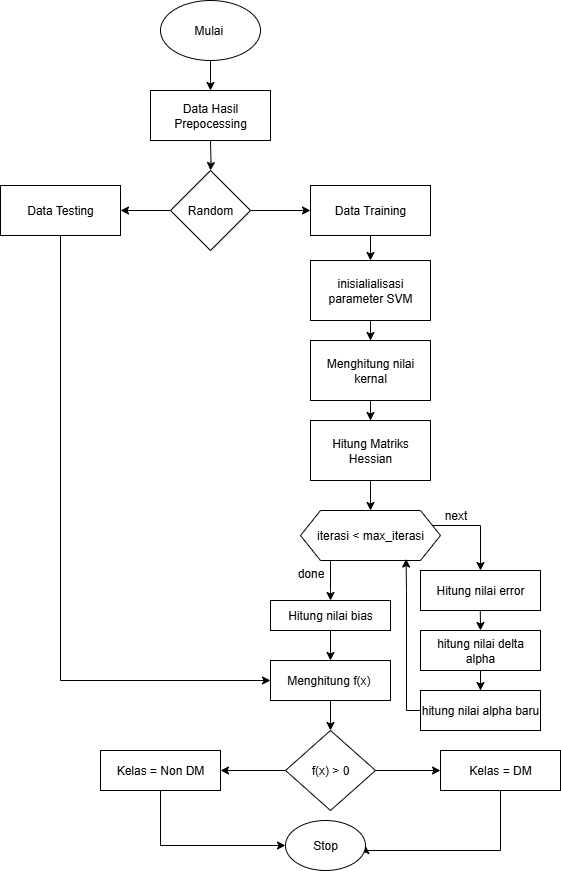 Mulai
Data Hasil
Prepocessing
Data Testing
Random
Data Training
inisialialisasi
parameter SVM
Menghitung nilai
kernal
Hitung Matriks
Hessian
iterasi < max_iterasi
next
done
Hitung nilai error
Hitung nilai bias
hitung nilai delta
alpha
Menghitung f(x)
hitung nilai alpha baru
Kelas = Non DM
f(x) > 0
Kelas = DM
Stop